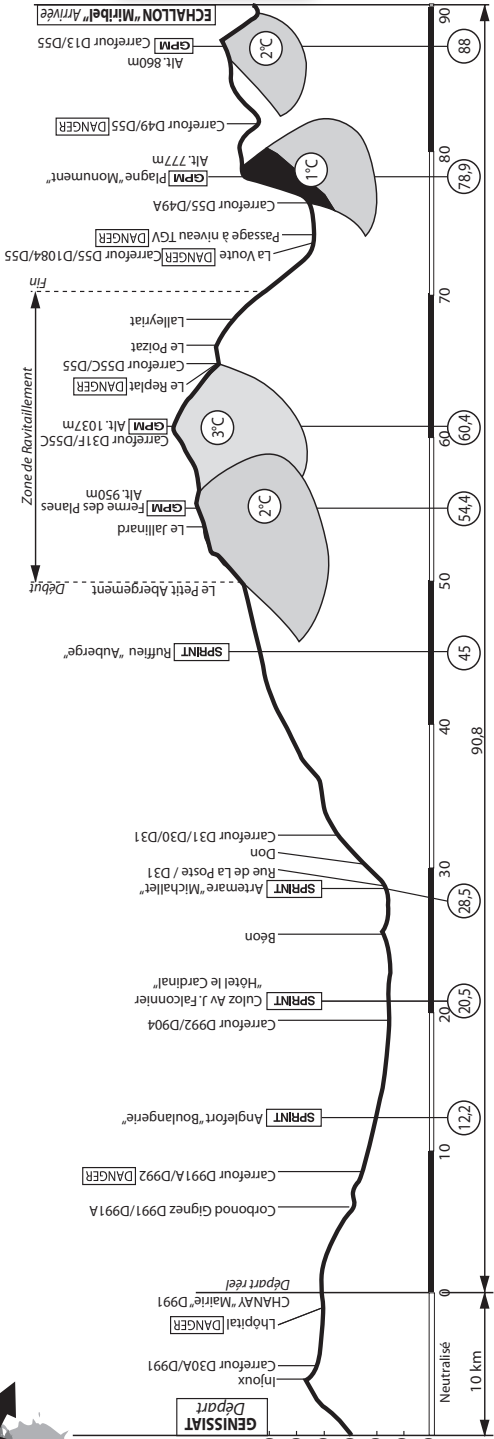 GENISSIAT
Départ
Injoux
Carrefour D30A/D991
Lhôpital DANGER
CHANAY "Mairie" D991
Départ réel
Corbonod Gignez D991/D991A
Carrefour D991A/D992 DANGER
SPRINT Anglefort "Boulangerie"
Carrefour D992/D904
SPRINT Culoz Av J. Falconnier
"Hôtel le Cardinal"
Béon
SPRINT Artemare "Michallet"
Rue de La Poste / D31
Don
Carrefour D31/D30/D31
SPRINT Ruffieu "Auberge"
Le Petit Abergement
Début
Zone de Ravitaillement
Le Jallinard
GPM Ferme des Planes
Alt. 950m
Carrefour D31F/D55C
GPM Alt. 1037m
Le Replat DANGER
Carrefour D55C/D55
Le Poizat
Lalleyriat
Fin
La Voute DANGER Carrefour D55/D1084/D55
Passage à niveau TGV DANGER
Carrefour D55/D49A
GPM Plagne "Monument"
Alt. 777m
Carrefour D49/D55 DANGER
GPM Carrefour D13/D55
Alt. 860m
ECHALLON "Miribel" Arrivée
2°C
3°C
1°C
2°C
Neutralisé
0
10
20
30
40
50
60
70
80
90
10 km
90,8
12,2
20,5
28,5
45
54,4
60,4
78,9
88